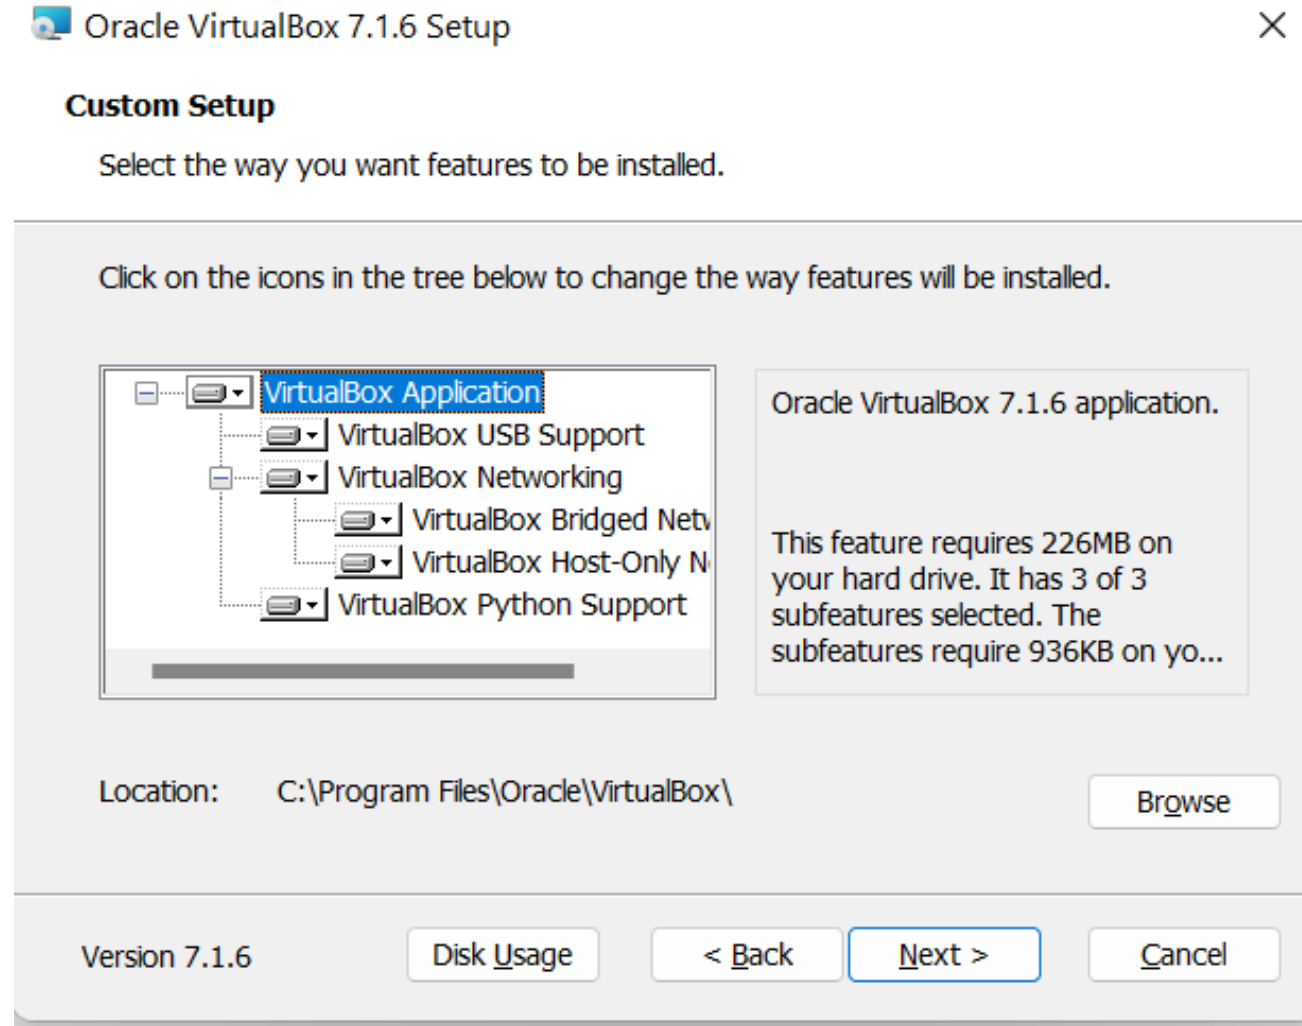 Oracle VirtualBox 7.1.6 Setup
Custom Setup
Select the way you want features to be installed.
Click on the icons in the tree below to change the way features will be installed.
VirtualBox Application
VirtualBox USB Support
VirtualBox Networking
VirtualBox Bridged Netw
VirtualBox Host-Only N
VirtualBox Python Support
Oracle VirtualBox 7.1.6 application.
This feature requires 226MB on
your hard drive. It has 3 of 3
subfeatures selected. The
subfeatures require 936KB on yo...
Location: C:\Program Files\Oracle\VirtualBox\
Browse
Version 7.1.6
Disk Usage
< Back
Next >
Cancel